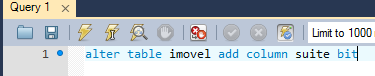 Query 1
Limit to 1000
1 alter table imovel add column suite bit